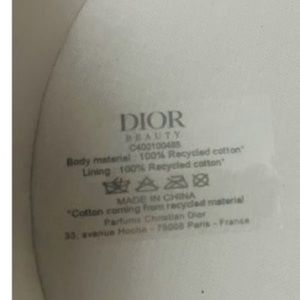 DIOR
BEAUTY
C400100485
Body material : 100% Recycled cotton*
Lining : 100% Recycled cotton*
MADE IN CHINA
*Cotton coming from recycled material
Parfums Christian Dior
33, avenue Hoche - 75008 Paris - France